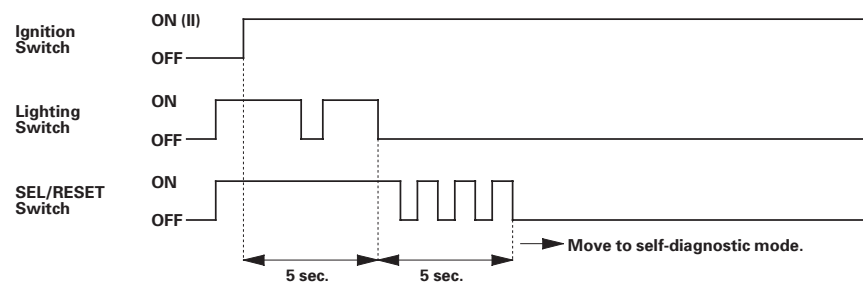 Ignition
Switch
ON (II)
OFF
Lighting
Switch
ON
OFF
SEL/RESET
Switch
ON
OFF
Move to self-diagnostic mode.
5 sec.
5 sec.